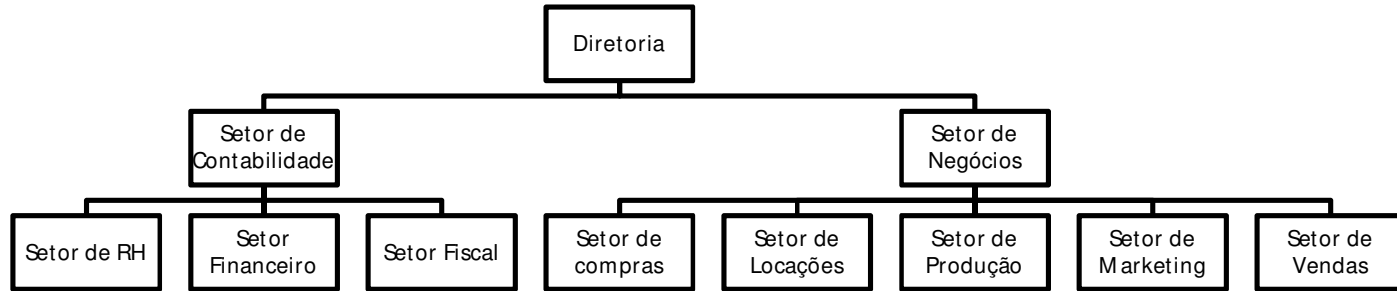 Diretoria
Setor de
Contabilidade
Setor de
Negócios
Setor de RH
Setor
Financeiro
Setor Fiscal
Setor de
compras
Setor de
Locações
Setor de
Produção
Setor de
Marketing
Setor de
Vendas